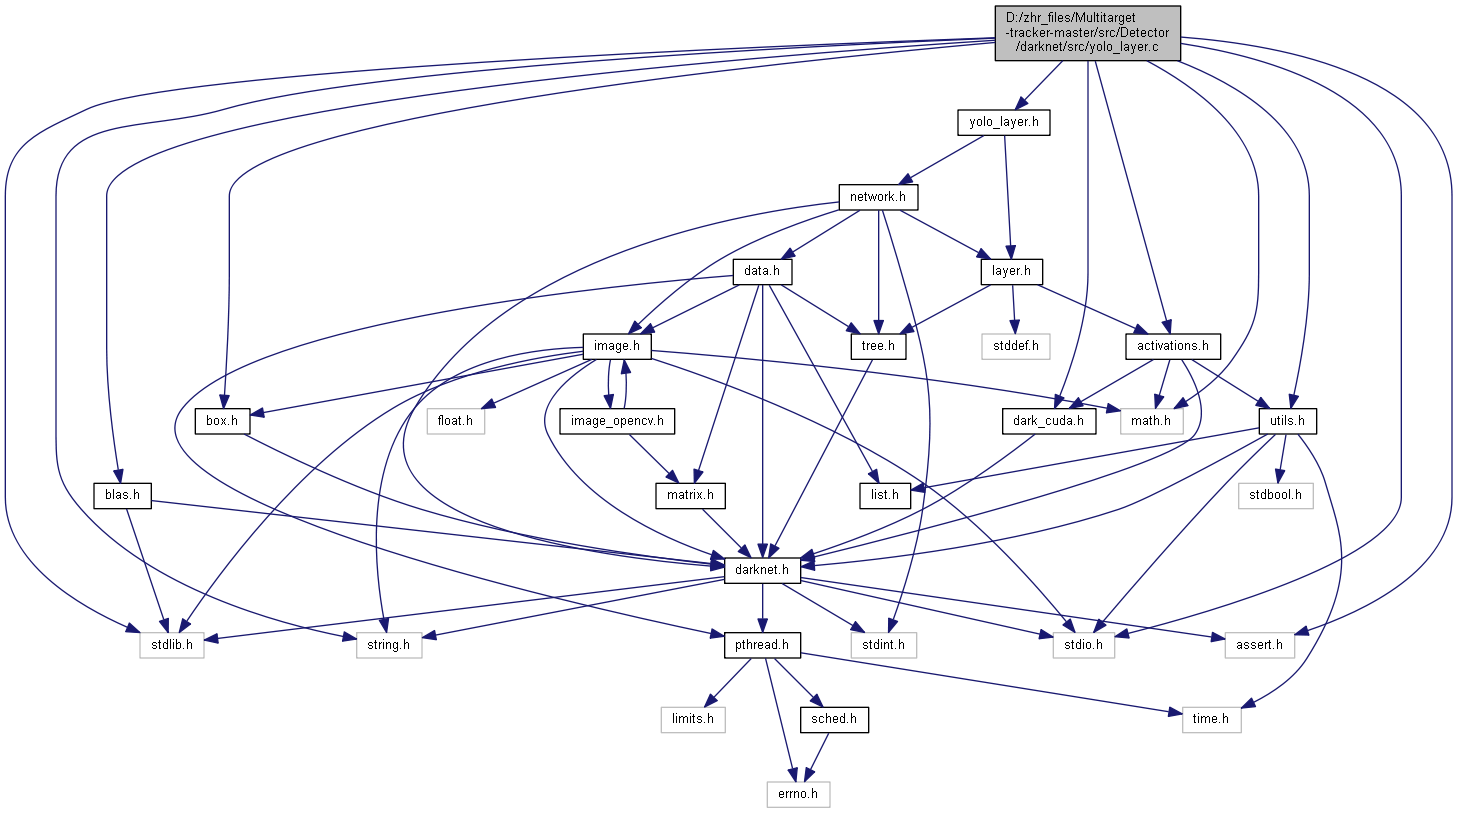 D:/zhr_files/Multitarget
-tracker-master/src/Detector
/darknet/src/yolo_layer.c
yolo_layer.h
network.h
data.h
layer.h
image.h
tree.h
stddef.h
activations.h
box.h
float.h
image_opencv.h
dark_cuda.h
math.h
utils.h
blas.h
matrix.h
list.h
stdbool.h
darknet.h
stdlib.h
string.h
pthread.h
stdint.h
stdio.h
assert.h
limits.h
sched.h
time.h
errno.h